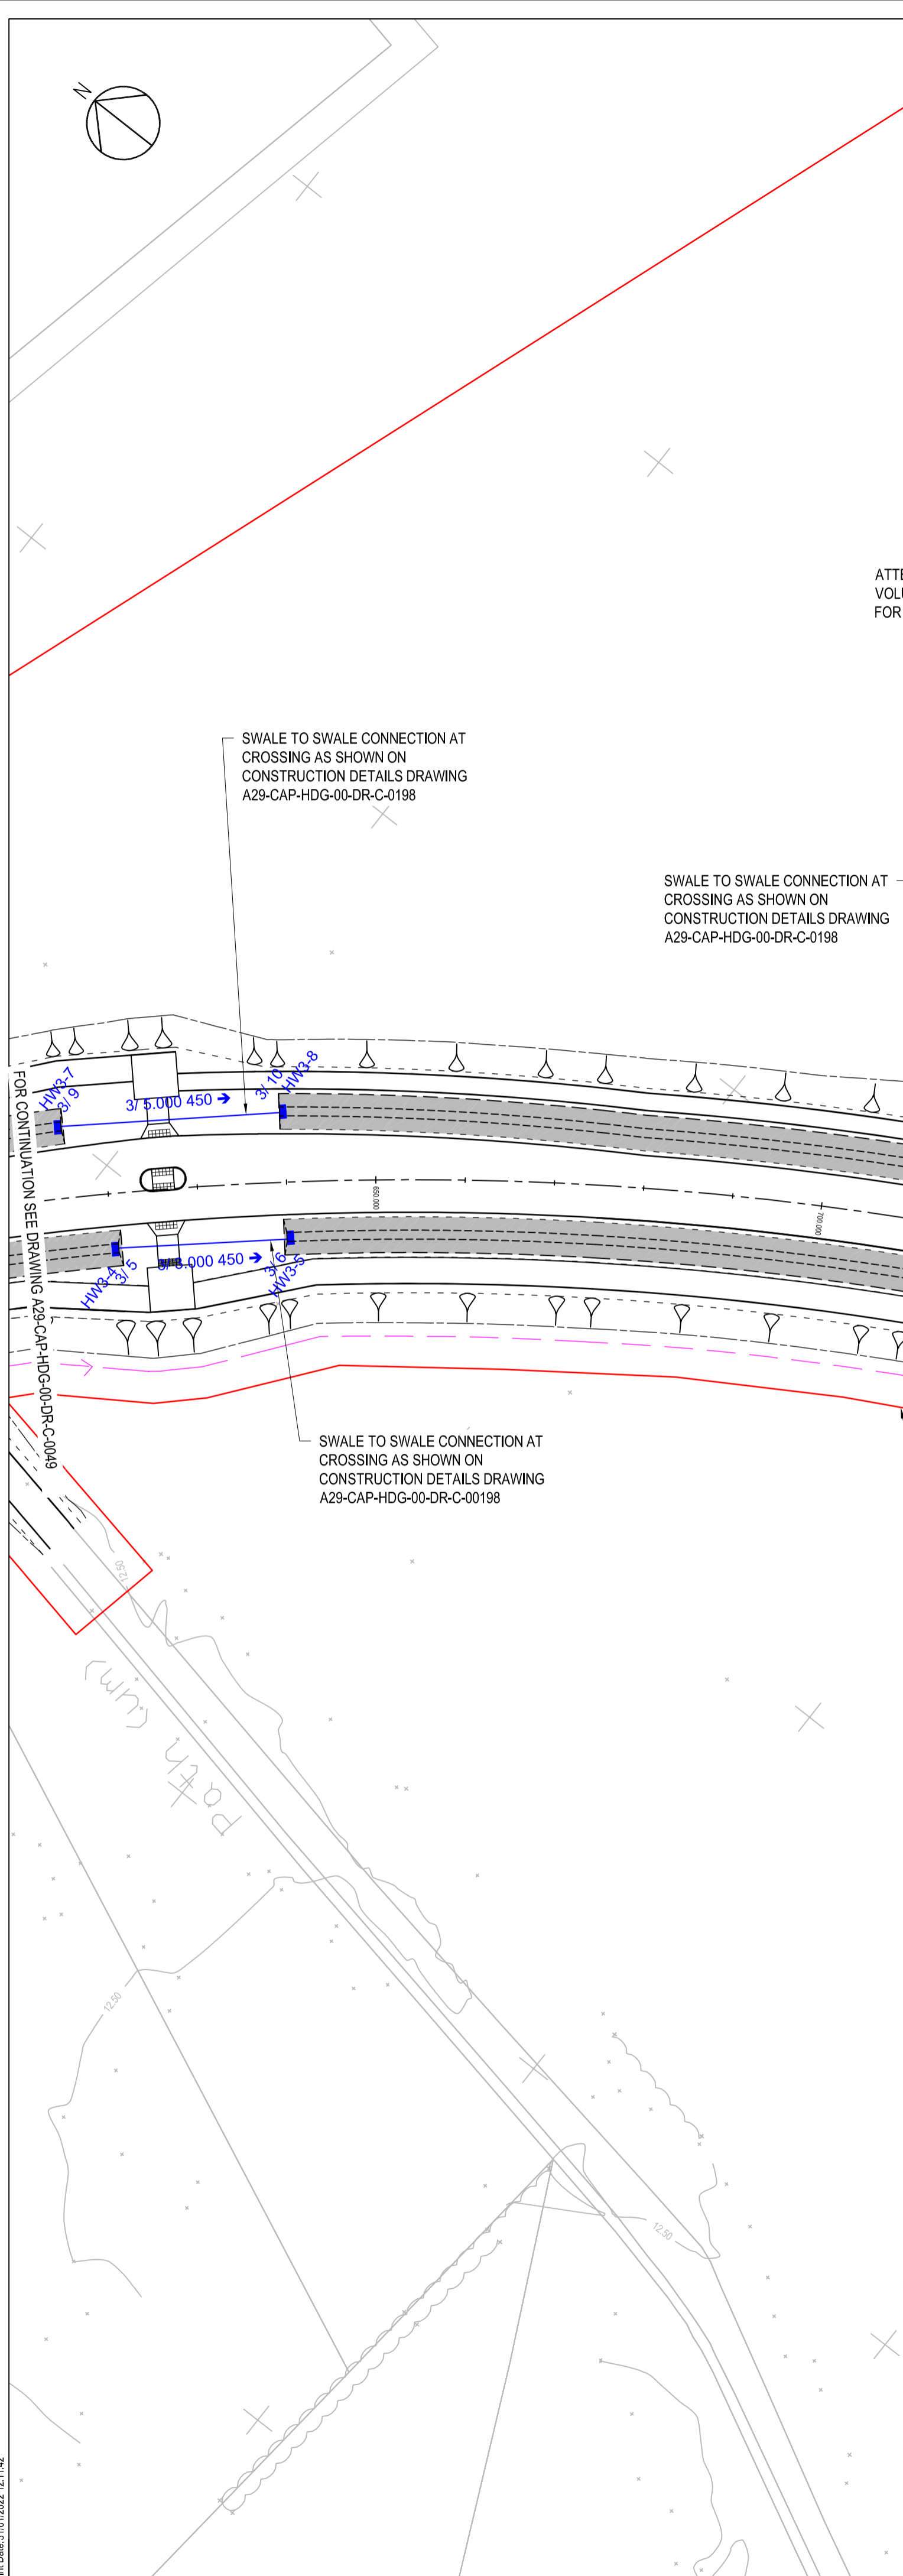 N
ATTE
VOLU
FOR
SWALE TO SWALE CONNECTION AT
CROSSING AS SHOWN ON
CONSTRUCTION DETAILS DRAWING
A29-CAP-HDG-00-DR-C-0198
SWALE TO SWALE CONNECTION AT
CROSSING AS SHOWN ON
CONSTRUCTION DETAILS DRAWING
A29-CAP-HDG-00-DR-C-0198
HW3-7
3/ 9
3/ 5.000 450 ➔
3/ 10
HW3-8
FOR CONTINUATION SEE DRAWING A29-CAP-HDG-00-DR-C-0049
650.000
700.000
HW3-4
3/ 5
000 450 ➔
3/ 6
HW3-5
SWALE TO SWALE CONNECTION AT
CROSSING AS SHOWN ON
CONSTRUCTION DETAILS DRAWING
A29-CAP-HDG-00-DR-C-00198
12.50
Path (um)
12.50
12.50